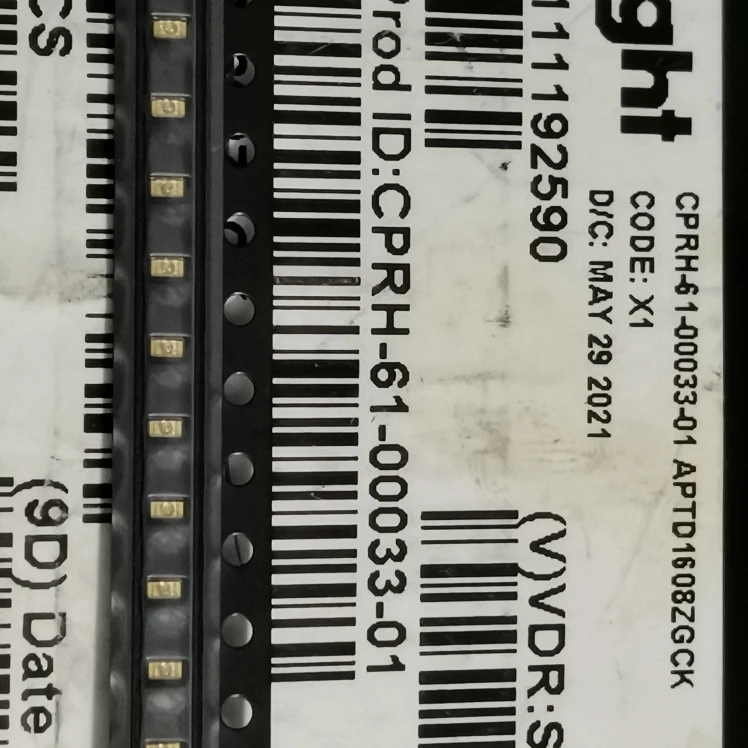 ght
CPRH-61-00033-01 APTD1608ZGCK
CODE: X1
D/C: MAY 29 2021
111192590
(V)VDR:S
Prod ID:CPRH-61-00033-01
CS
(9D) Date